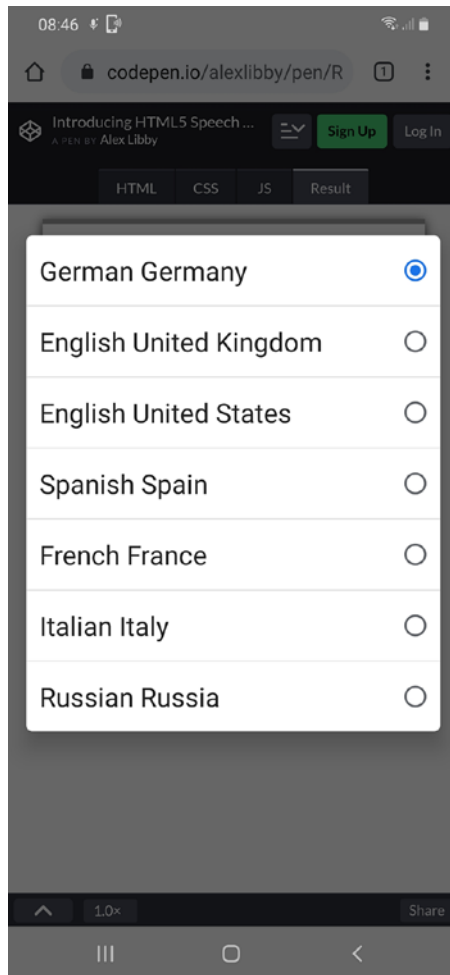 08:46
codepen.io/alexlibby/pen/R
1
Introducing HTML5 Speech ...
A PEN BY Alex Libby
Sign Up
Log In
HTML CSS JS Result
German Germany
English United Kingdom
English United States
Spanish Spain
French France
Italian Italy
Russian Russia
1.0×
Share